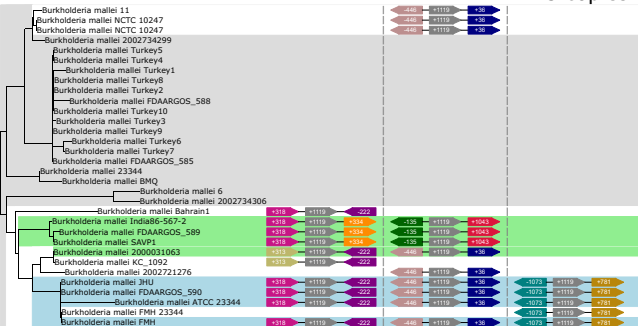 Burkholderia mallei 11 -446 +1119 +36
Burkholderia mallei NCTC 10247 -446 +1119 +36
Burkholderia mallei NCTC 10247 -446 +1119 +36
Burkholderia mallei 2002734299
Burkholderia mallei Turkey5
Burkholderia mallei Turkey4
Burkholderia mallei Turkey1
Burkholderia mallei Turkey8
Burkholderia mallei Turkey2
Burkholderia mallei FDAARGOS_588
Burkholderia mallei Turkey10
Burkholderia mallei Turkey3
Burkholderia mallei Turkey9
Burkholderia mallei Turkey6
Burkholderia mallei Turkey7
Burkholderia mallei FDAARGOS_585
Burkholderia mallei 23344
Burkholderia mallei BMQ
Burkholderia mallei 6
Burkholderia mallei 2002734306
Burkholderia mallei Bahrain1 +318 +1119 -222
Burkholderia mallei India86-567-2 +318 +1119 +334 -135 +1119 +1043
Burkholderia mallei FDAARGOS_589 +318 +1119 +334 -135 +1119 +1043
Burkholderia mallei SAVP1 +318 +1119 +334 -135 +1119 +1043
Burkholderia mallei 2000031063 +313 +1119 -222 -446 +1119 +36
Burkholderia mallei KC_1092 +313 +1119 -222
Burkholderia mallei 2002721276 -446 +1119 +36
Burkholderia mallei JHU +318 +1119 -222 -446 +1119 +36 -1073 +1119 +781
Burkholderia mallei FDAARGOS_590 +318 +1119 -222 -446 +1119 +36 -1073 +1119 +781
Burkholderia mallei ATCC 23344 +318 +1119 -222 -446 +1119 +36 -1073 +1119 +781
Burkholderia mallei FMH 23344 -1073 +1119 +781
Burkholderia mallei FMH +318 +1119 -222 -446 +1119 +36 -1073 +1119 +781